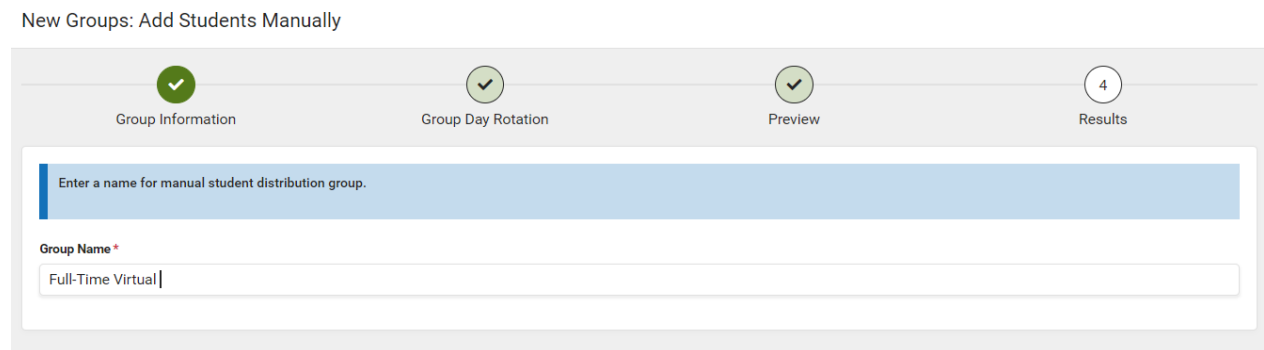 New Groups: Add Students Manually
4
Group Information
Group Day Rotation
Preview
Results
Enter a name for manual student distribution group.
Group Name*
Full-Time Virtual